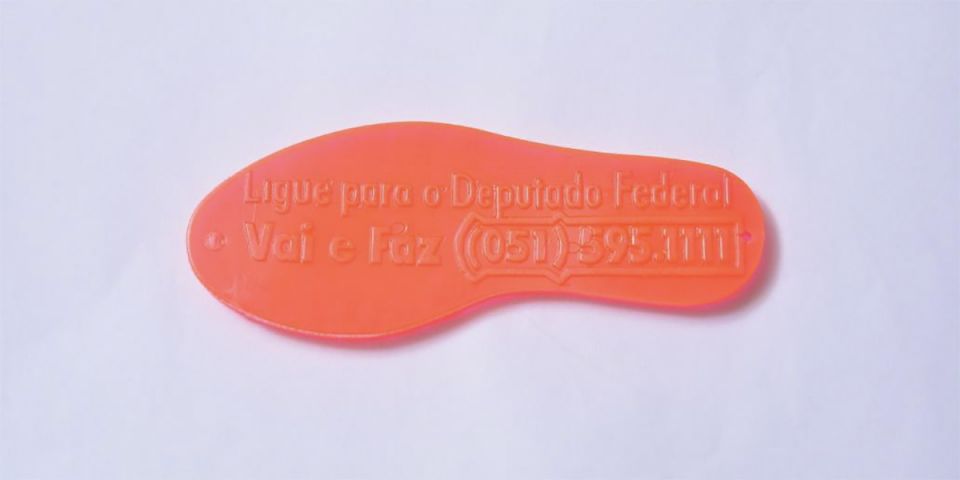 Ligue para o Deputado Federal
Vai e Faz (051) 595.1111